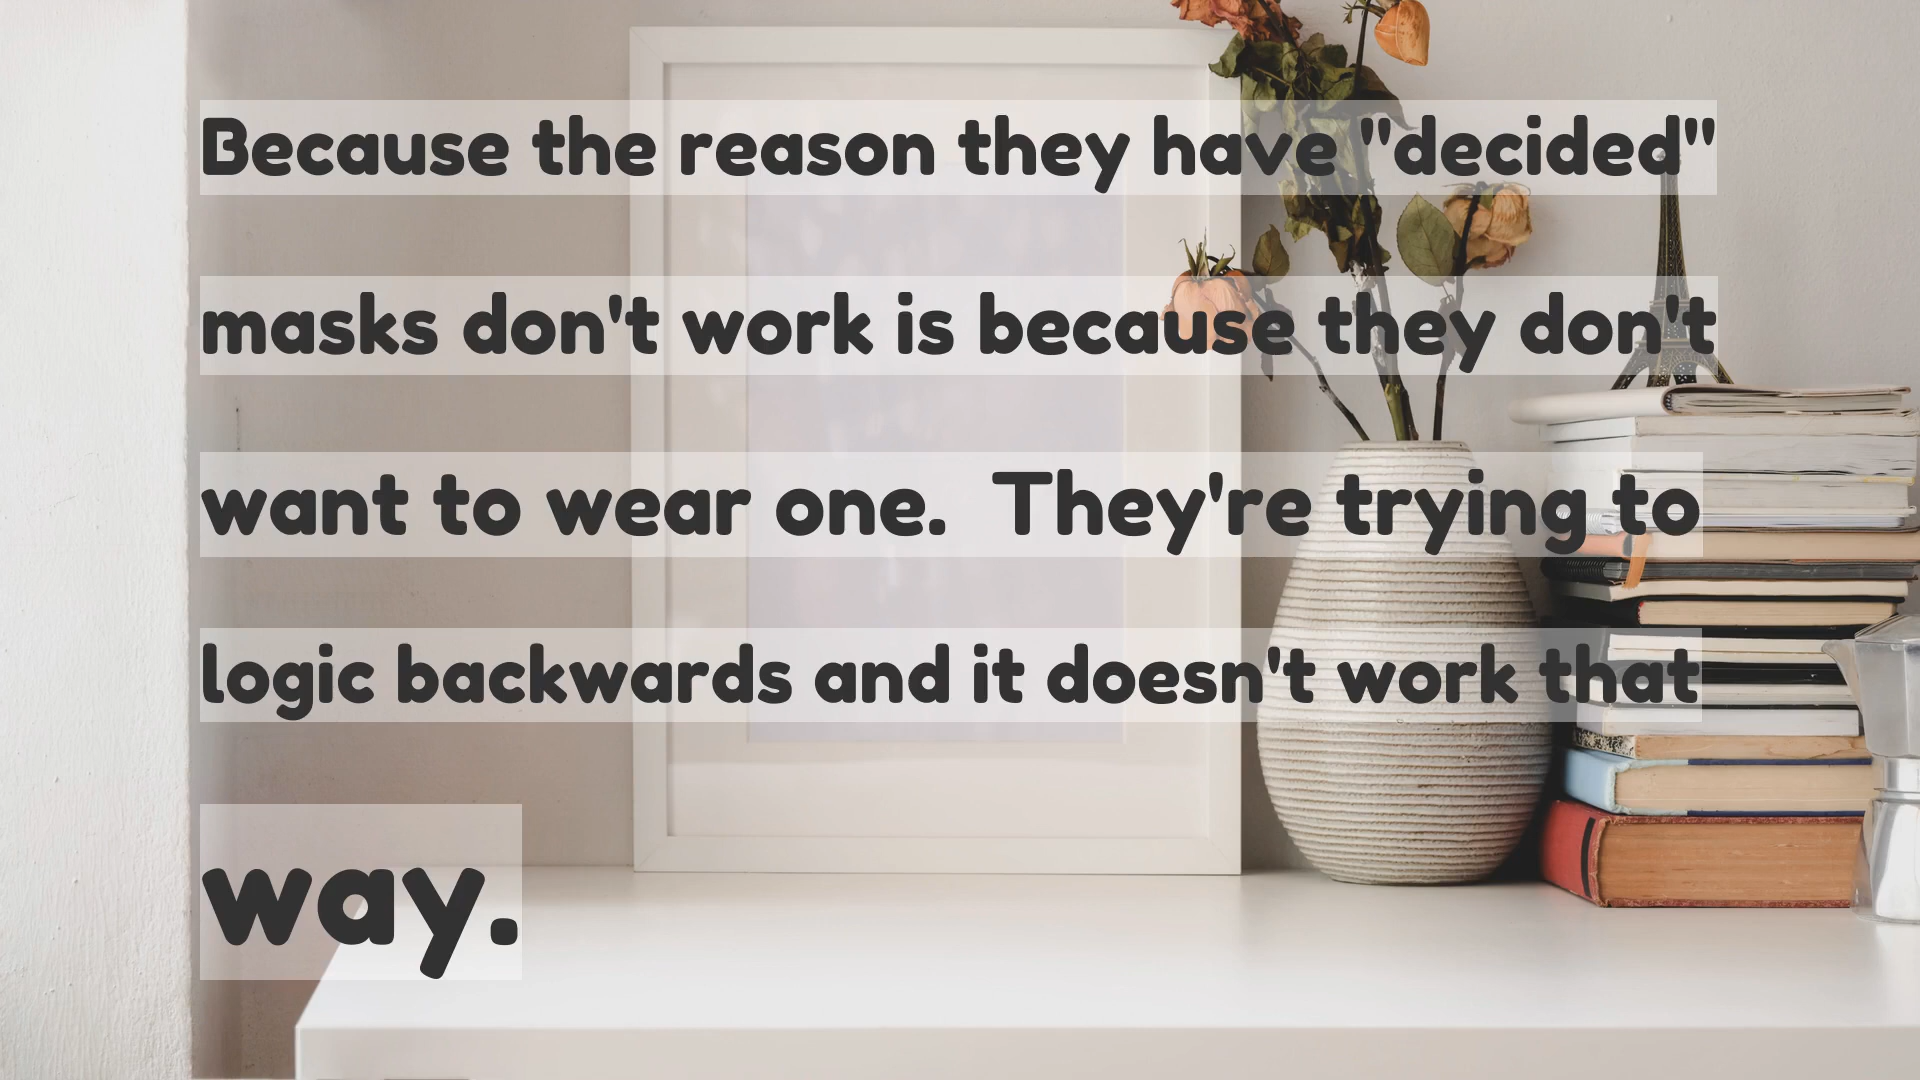 Because the reason they have "decided"
masks don't work is because they don't
want to wear one.  They're trying to
logic backwards and it doesn't work that
way.